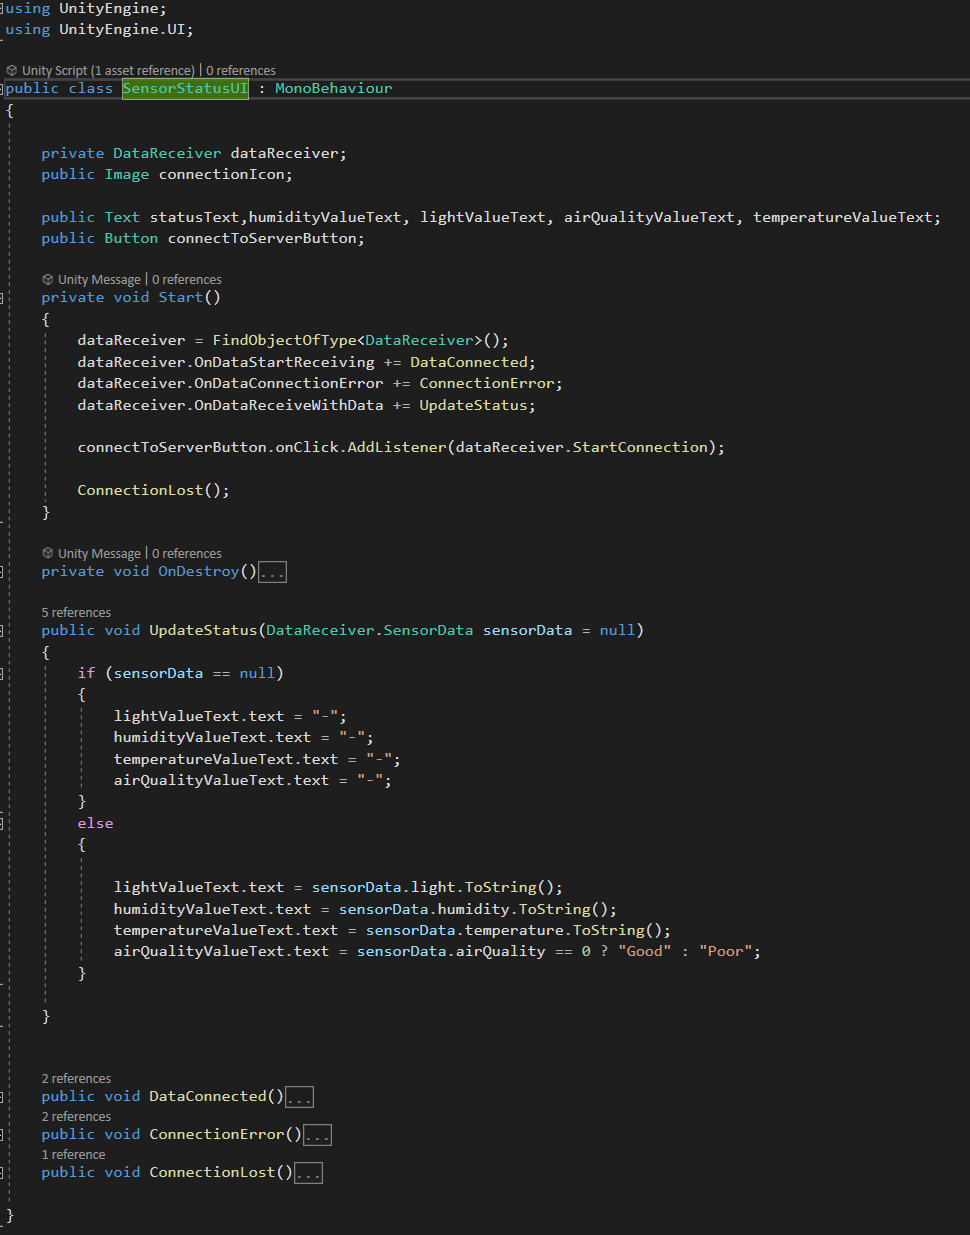 using UnityEngine;
using UnityEngine.UI;
Unity Script (1 asset reference) | 0 references
public class SensorStatusUI : MonoBehaviour
{
private DataReceiver dataReceiver;
public Image connectionIcon;
public Text statusText,humidityValueText, lightValueText, airQualityValueText, temperatureValueText;
public Button connectToServerButton;
Unity Message | 0 references
private void Start()
{
dataReceiver = FindObjectOfType<DataReceiver>();
dataReceiver.OnDataStartReceiving += DataConnected;
dataReceiver.OnDataConnectionError += ConnectionError;
dataReceiver.OnDataReceiveWithData += UpdateStatus;
connectToServerButton.onClick.AddListener(dataReceiver.StartConnection);
ConnectionLost();
}
Unity Message | 0 references
private void OnDestroy()...
5 references
public void UpdateStatus(DataReceiver.SensorData sensorData = null)
{
if (sensorData == null)
{
lightValueText.text = "-";
humidityValueText.text = "-";
temperatureValueText.text = "-";
airQualityValueText.text = "-";
}
else
{
lightValueText.text = sensorData.light.ToString();
humidityValueText.text = sensorData.humidity.ToString();
temperatureValueText.text = sensorData.temperature.ToString();
airQualityValueText.text = sensorData.airQuality == 0 ? "Good" : "Poor";
}
}
2 references
public void DataConnected()...
2 references
public void ConnectionError()...
1 reference
public void ConnectionLost()...
}